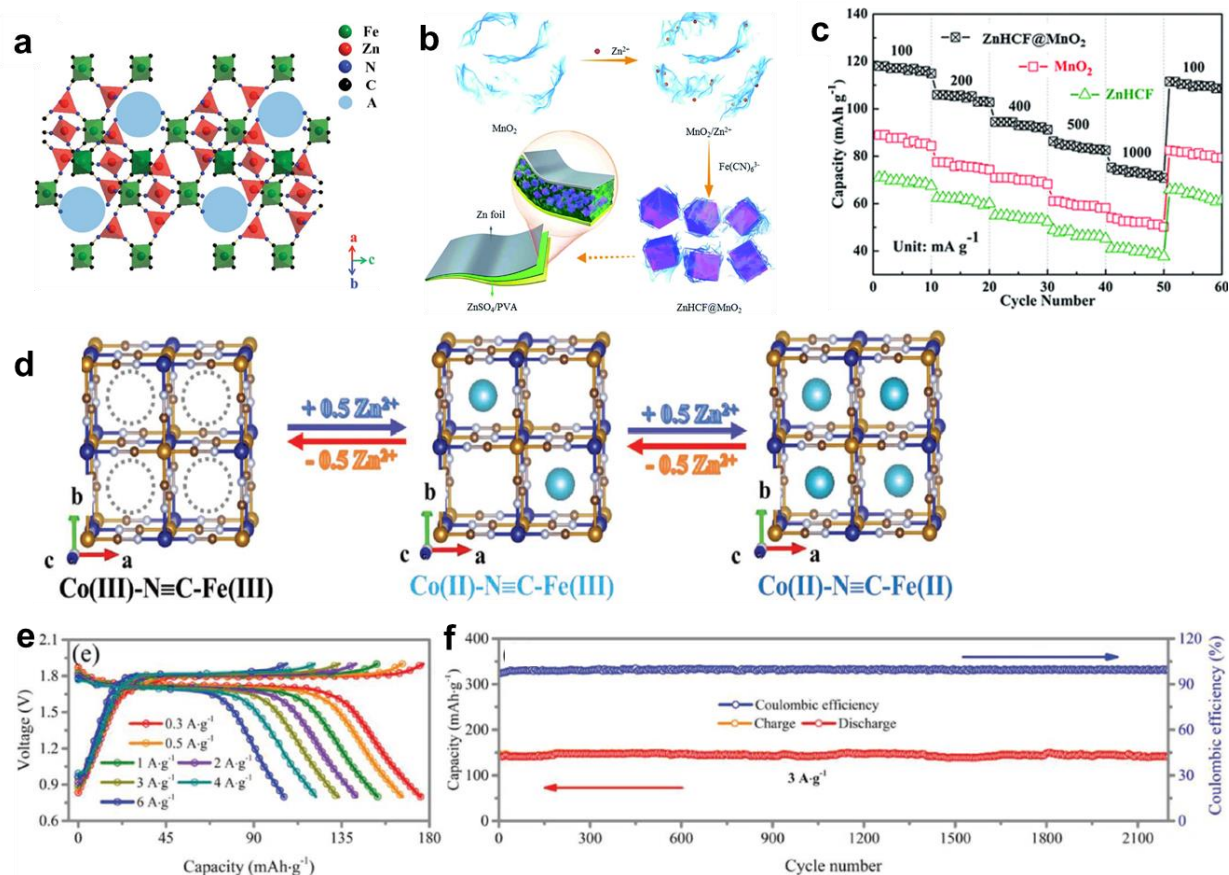 a
Fe
Zn
N
C
A
a
c
b
b
Zn²⁺
MnO₂
MnO₂/Zn²⁺
Fe(CN)₆³⁻
Zn foil
ZnSO₄/PVA
ZnHCF@MnO₂
c
Capacity (mAh g⁻¹)
140
120
100
80
60
40
100
200
400
500
1000
100
ZnHCF@MnO₂
MnO₂
ZnHCF
Unit: mA g⁻¹
0 10 20 30 40 50 60
Cycle Number
d
+ 0.5 Zn²⁺
- 0.5 Zn²⁺
+ 0.5 Zn²⁺
- 0.5 Zn²⁺
b
c a
b
c a
b
c a
Co(III)-N≡C-Fe(III)
Co(II)-N≡C-Fe(III)
Co(II)-N≡C-Fe(II)
e
(e)
Voltage (V)
2.1
1.8
1.5
1.2
0.9
0.6
0.3 A·g⁻¹
0.5 A·g⁻¹
1 A·g⁻¹ 2 A·g⁻¹
3 A·g⁻¹ 4 A·g⁻¹
6 A·g⁻¹
0 45 90 135 180
Capacity (mAh·g⁻¹)
f
Capacity (mAh·g⁻¹)
400
300
200
100
0
Coulombic efficiency
Charge Discharge
3 A·g⁻¹
120
90
60
30
0
Coulombic efficiency (%)
0 300 600 900 1200 1500 1800 2100
Cycle number